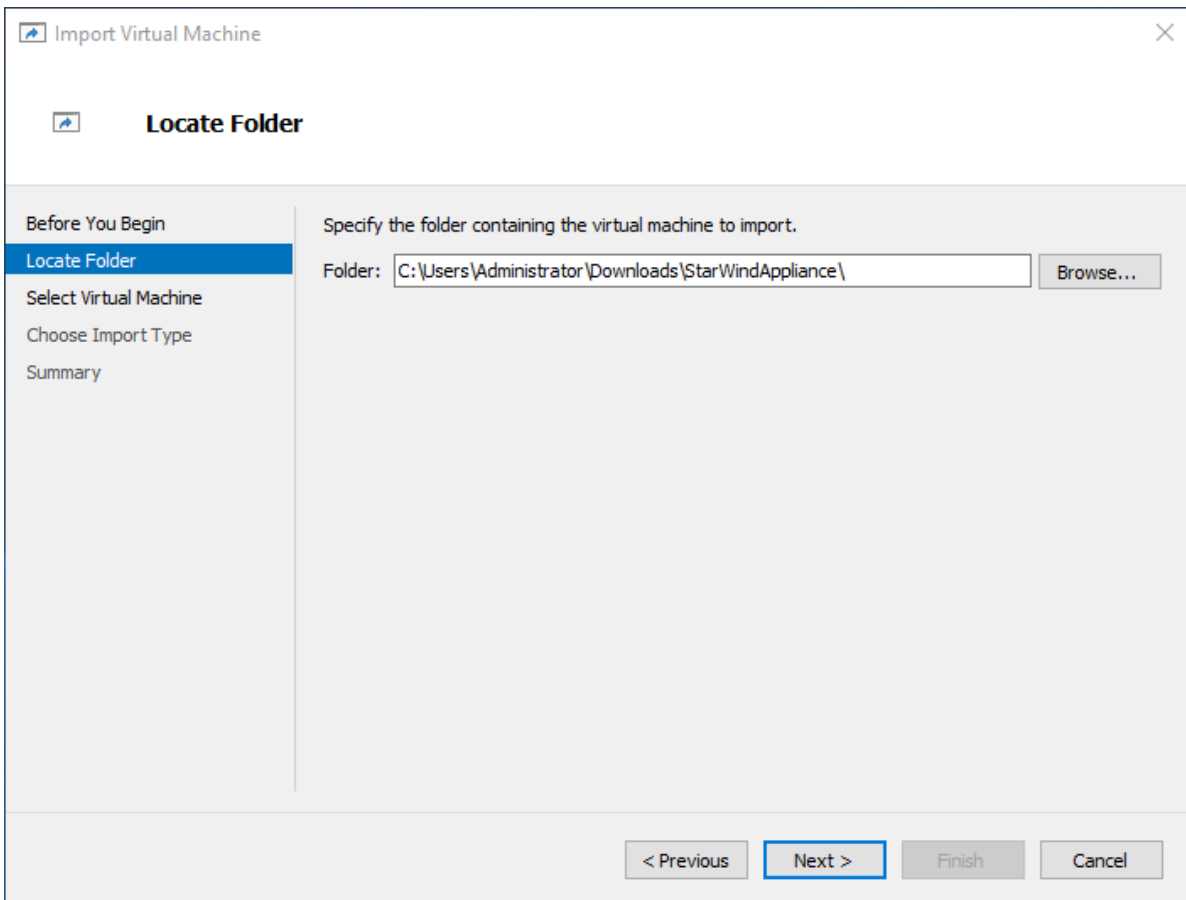 Import Virtual Machine
Locate Folder
Before You Begin
Locate Folder
Select Virtual Machine
Choose Import Type
Summary
Specify the folder containing the virtual machine to import.
Folder: C:\Users\Administrator\Downloads\StarWindAppliance\ Browse...
< Previous Next > Finish Cancel